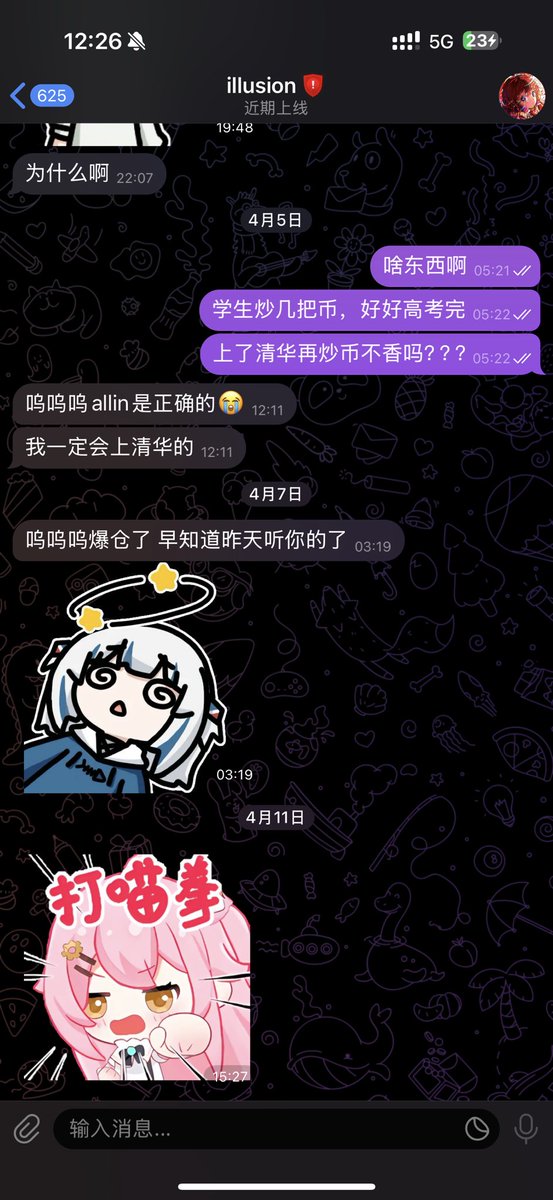 12:26
5G
23
625
illusion
近期上线
19:48
为什么啊 22:07
4月5日
啥东西啊 05:21
学生炒几把币，好好高考完 05:22
上了清华再炒币不香吗？？？ 05:22
呜呜呜allin是正确的😭 12:11
我一定会上清华的 12:11
4月7日
呜呜呜爆仓了 早知道昨天听你的了 03:19
03:19
4月11日
打喵拳
15:27
输入消息...